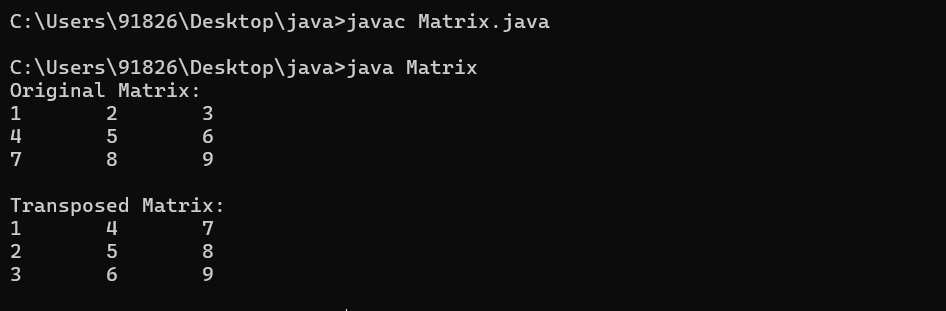 C:\Users\91826\Desktop\java>javac Matrix.java
C:\Users\91826\Desktop\java>java Matrix
Original Matrix:
1 2 3
4 5 6
7 8 9
Transposed Matrix:
1 4 7
2 5 8
3 6 9